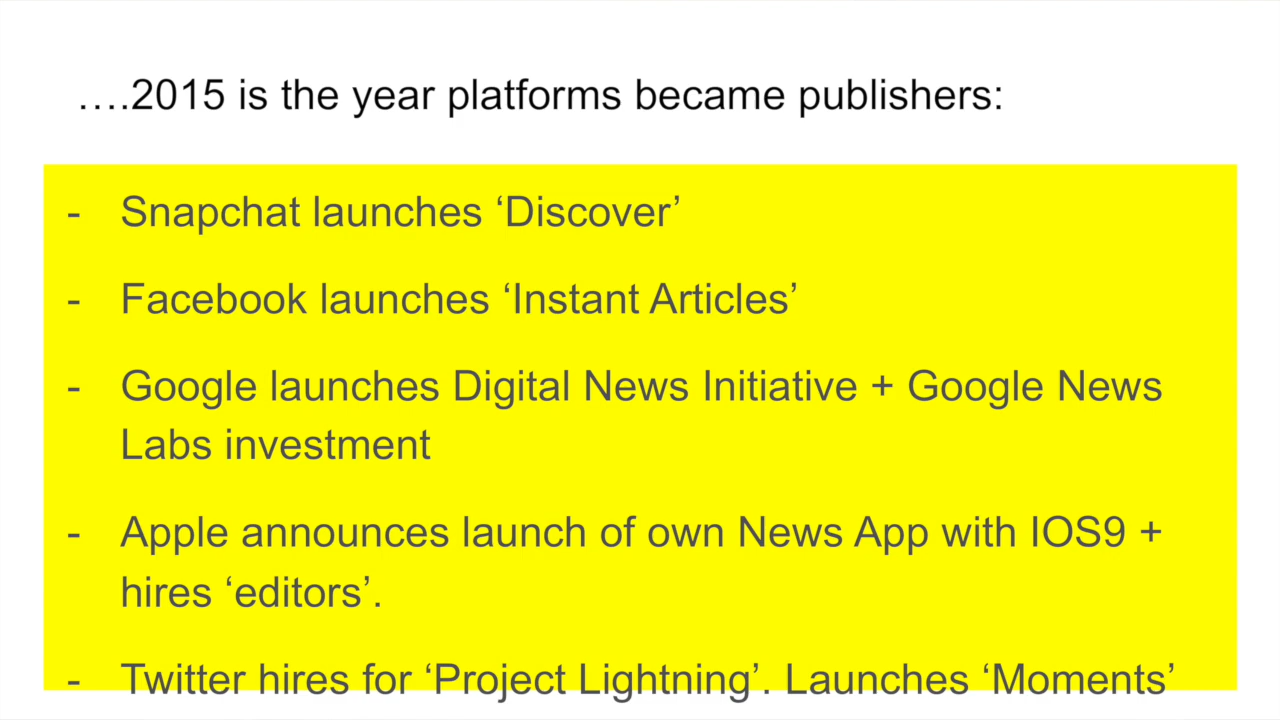 ….2015 is the year platforms became publishers:
- Snapchat launches ‘Discover’
- Facebook launches ‘Instant Articles’
- Google launches Digital News Initiative + Google News
Labs investment
- Apple announces launch of own News App with IOS9 +
hires ‘editors’.
- Twitter hires for ‘Project Lightning’. Launches ‘Moments’